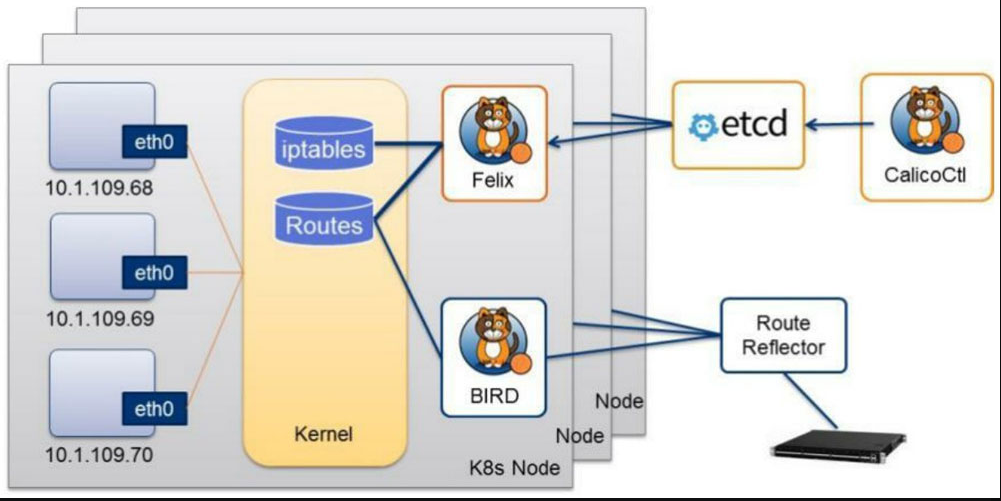 eth0
10.1.109.68
eth0
10.1.109.69
eth0
10.1.109.70
iptables
Routes
Kernel
Felix
BIRD
K8s Node
Node
Node
etcd
CalicoCtl
Route
Reflector